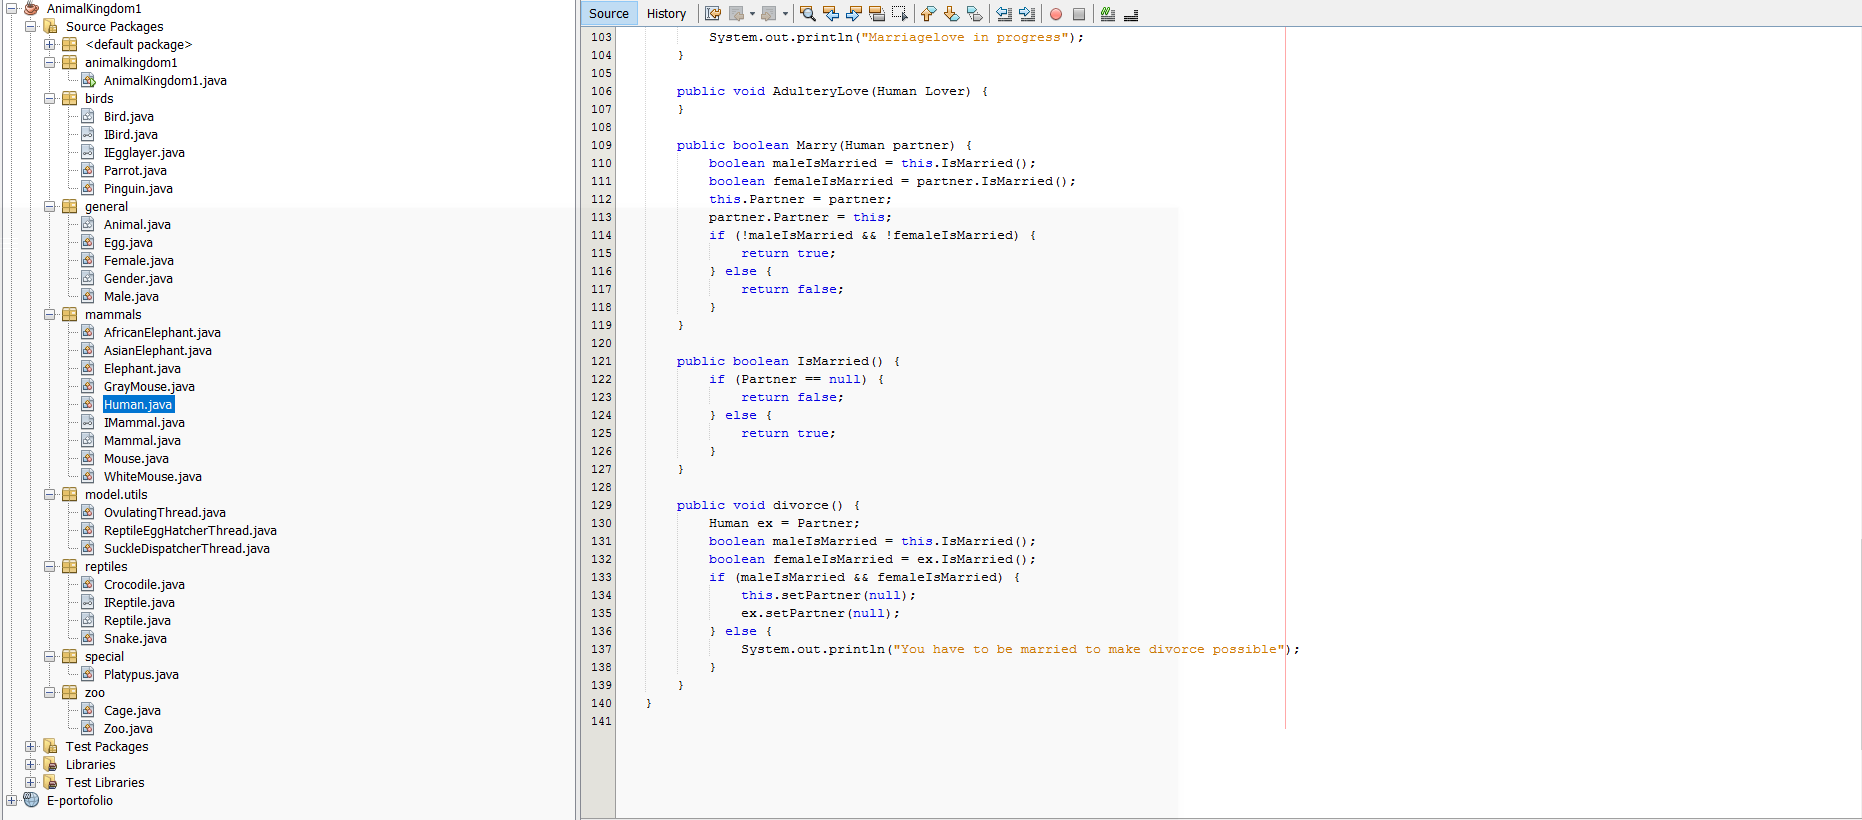 AnimalKingdom1
Source Packages
<default package>
animalkingdom1
AnimalKingdom1.java
birds
Bird.java
IBird.java
IEgglayer.java
Parrot.java
Pinguin.java
general
Animal.java
Egg.java
Female.java
Gender.java
Male.java
mammals
AfricanElephant.java
AsianElephant.java
Elephant.java
GrayMouse.java
Human.java
IMammal.java
Mammal.java
Mouse.java
WhiteMouse.java
model.utils
OvulatingThread.java
ReptileEggHatcherThread.java
SuckleDispatcherThread.java
reptiles
Crocodile.java
IReptile.java
Reptile.java
Snake.java
special
Platypus.java
zoo
Cage.java
Zoo.java
Test Packages
Libraries
Test Libraries
E-portofolio
Source History
103 System.out.println("Marriagelove in progress");
104 }
105
106 public void AdulteryLove(Human Lover) {
107 }
108
109 public boolean Marry(Human partner) {
110 boolean maleIsMarried = this.IsMarried();
111 boolean femaleIsMarried = partner.IsMarried();
112 this.Partner = partner;
113 partner.Partner = this;
114 if (!maleIsMarried && !femaleIsMarried) {
115 return true;
116 } else {
117 return false;
118 }
119 }
120
121 public boolean IsMarried() {
122 if (Partner == null) {
123 return false;
124 } else {
125 return true;
126 }
127 }
128
129 public void divorce() {
130 Human ex = Partner;
131 boolean maleIsMarried = this.IsMarried();
132 boolean femaleIsMarried = ex.IsMarried();
133 if (maleIsMarried && femaleIsMarried) {
134 this.setPartner(null);
135 ex.setPartner(null);
136 } else {
137 System.out.println("You have to be married to make divorce possible");
138 }
139 }
140 }
141